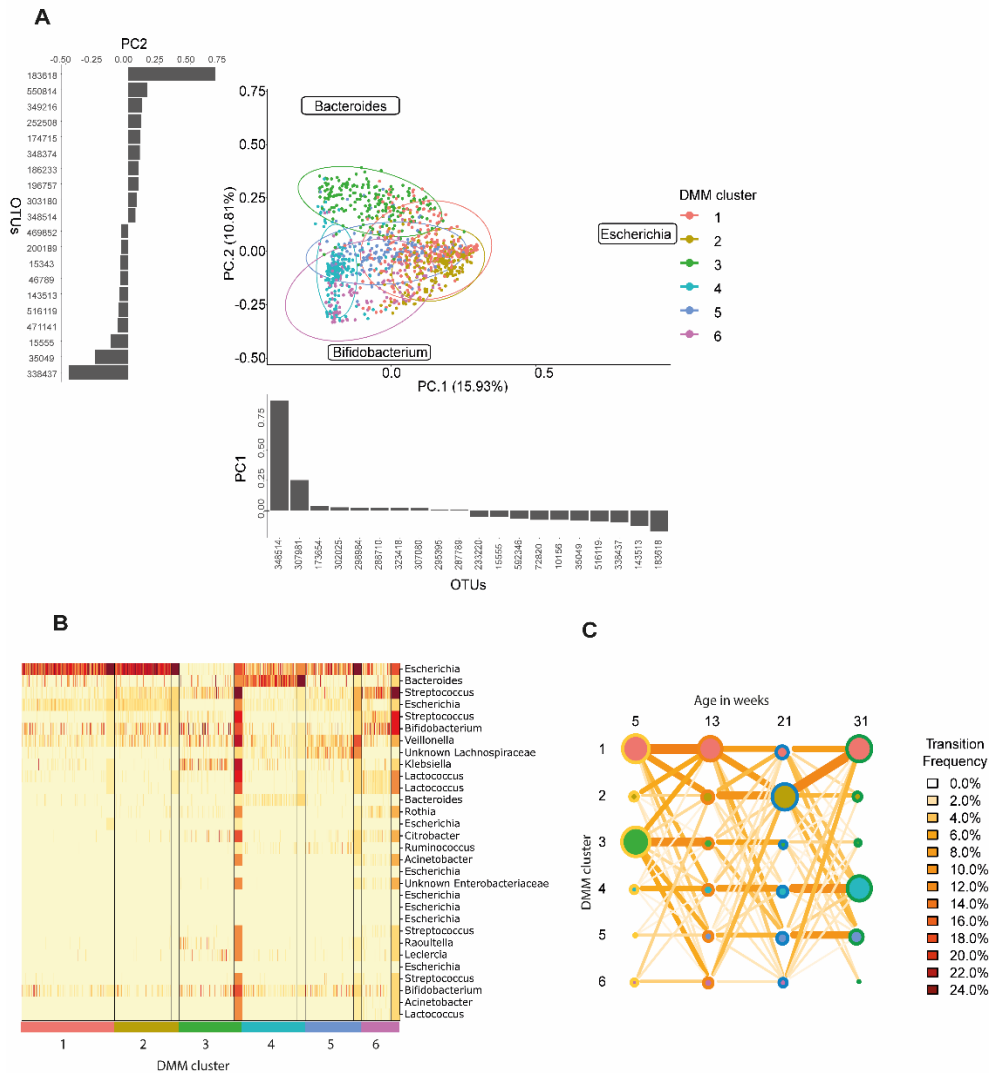 A
PC2
-0.50
-0.25
0.00
0.25
0.50
0.75
OTUs
183618
550814
349216
252508
174715
348374
186233
196757
303180
348514
469852
200189
15343
46789
143513
516119
471141
15555
35049
338437
PC.2 (10.81%)
0.75
0.50
0.25
0.00
-0.25
-0.50
Bacteroides
Escherichia
Bifidobacterium
0.0
0.5
PC.1 (15.93%)
DMM cluster
1
2
3
4
5
6
PC1
0.75
0.50
0.25
0.00
348514
307981
173654
302025
298984
288710
323418
307080
295395
287789
233220
15555
592346
72820
10156
35049
516119
338437
143513
183618
OTUs
B
Escherichia
Bacteroides
Streptococcus
Escherichia
Streptococcus
Bifidobacterium
Veillonella
Unknown Lachnospiraceae
Klebsiella
Lactococcus
Lactococcus
Bacteroides
Rothia
Escherichia
Citrobacter
Ruminococcus
Acinetobacter
Escherichia
Unknown Enterobacteriaceae
Escherichia
Escherichia
Escherichia
Streptococcus
Raoultella
Leclercia
Escherichia
Streptococcus
Bifidobacterium
Acinetobacter
Lactococcus
1 2 3 4 5 6
DMM cluster
C
Age in weeks
5 13 21 31
DMM cluster
1
2
3
4
5
6
Transition
Frequency
0.0%
2.0%
4.0%
6.0%
8.0%
10.0%
12.0%
14.0%
16.0%
18.0%
20.0%
22.0%
24.0%